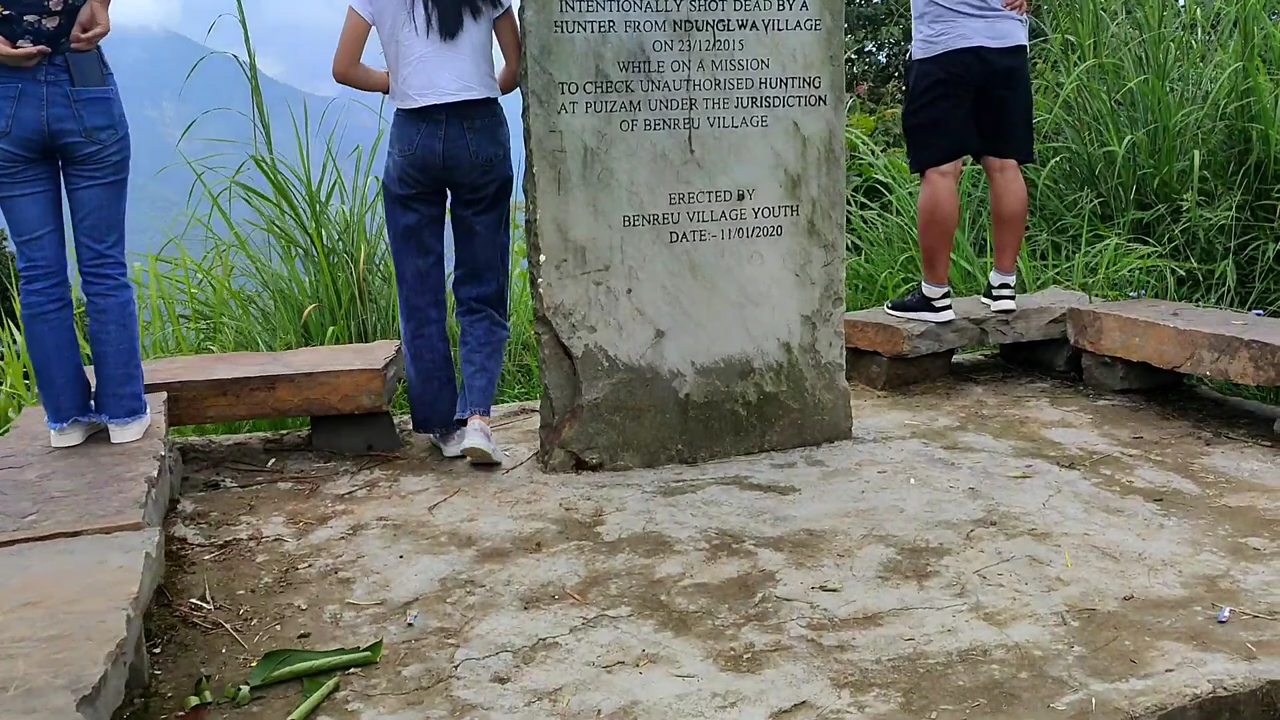 INTENTIONALLY SHOT DEAD BY A
HUNTER FROM NDUNGLWA VILLAGE
ON 23/12/2015
WHILE ON A MISSION
TO CHECK UNAUTHORISED HUNTING
AT PUIZAM UNDER THE JURISDICTION
OF BENREU VILLAGE
ERECTED BY
BENREU VILLAGE YOUTH
DATE:- 11/01/2020